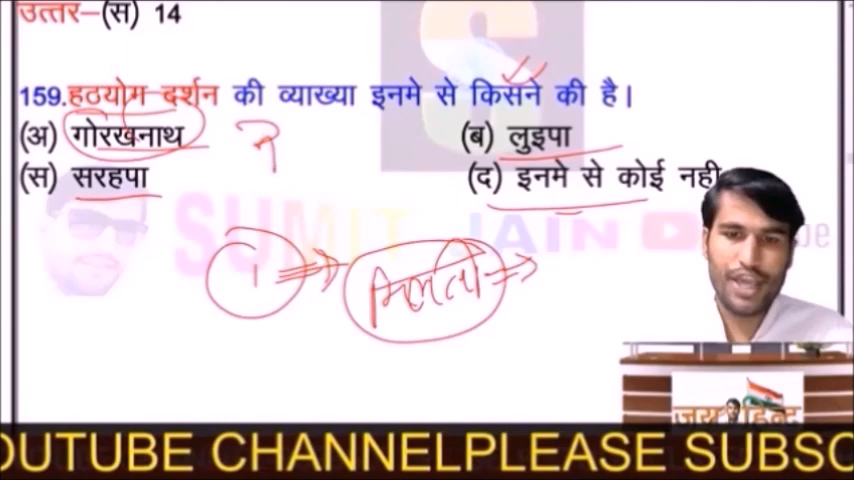 उत्तर–(स) 14
159.हठयोग दर्शन की व्याख्या इनमे से किसने की है।
(अ) गोरखनाथ (ब) लुइपा
(स) सरहपा (द) इनमे से कोई नही
SUMIT JAIN
जय हिन्द
OUTUBE CHANNELPLEASE SUBSC